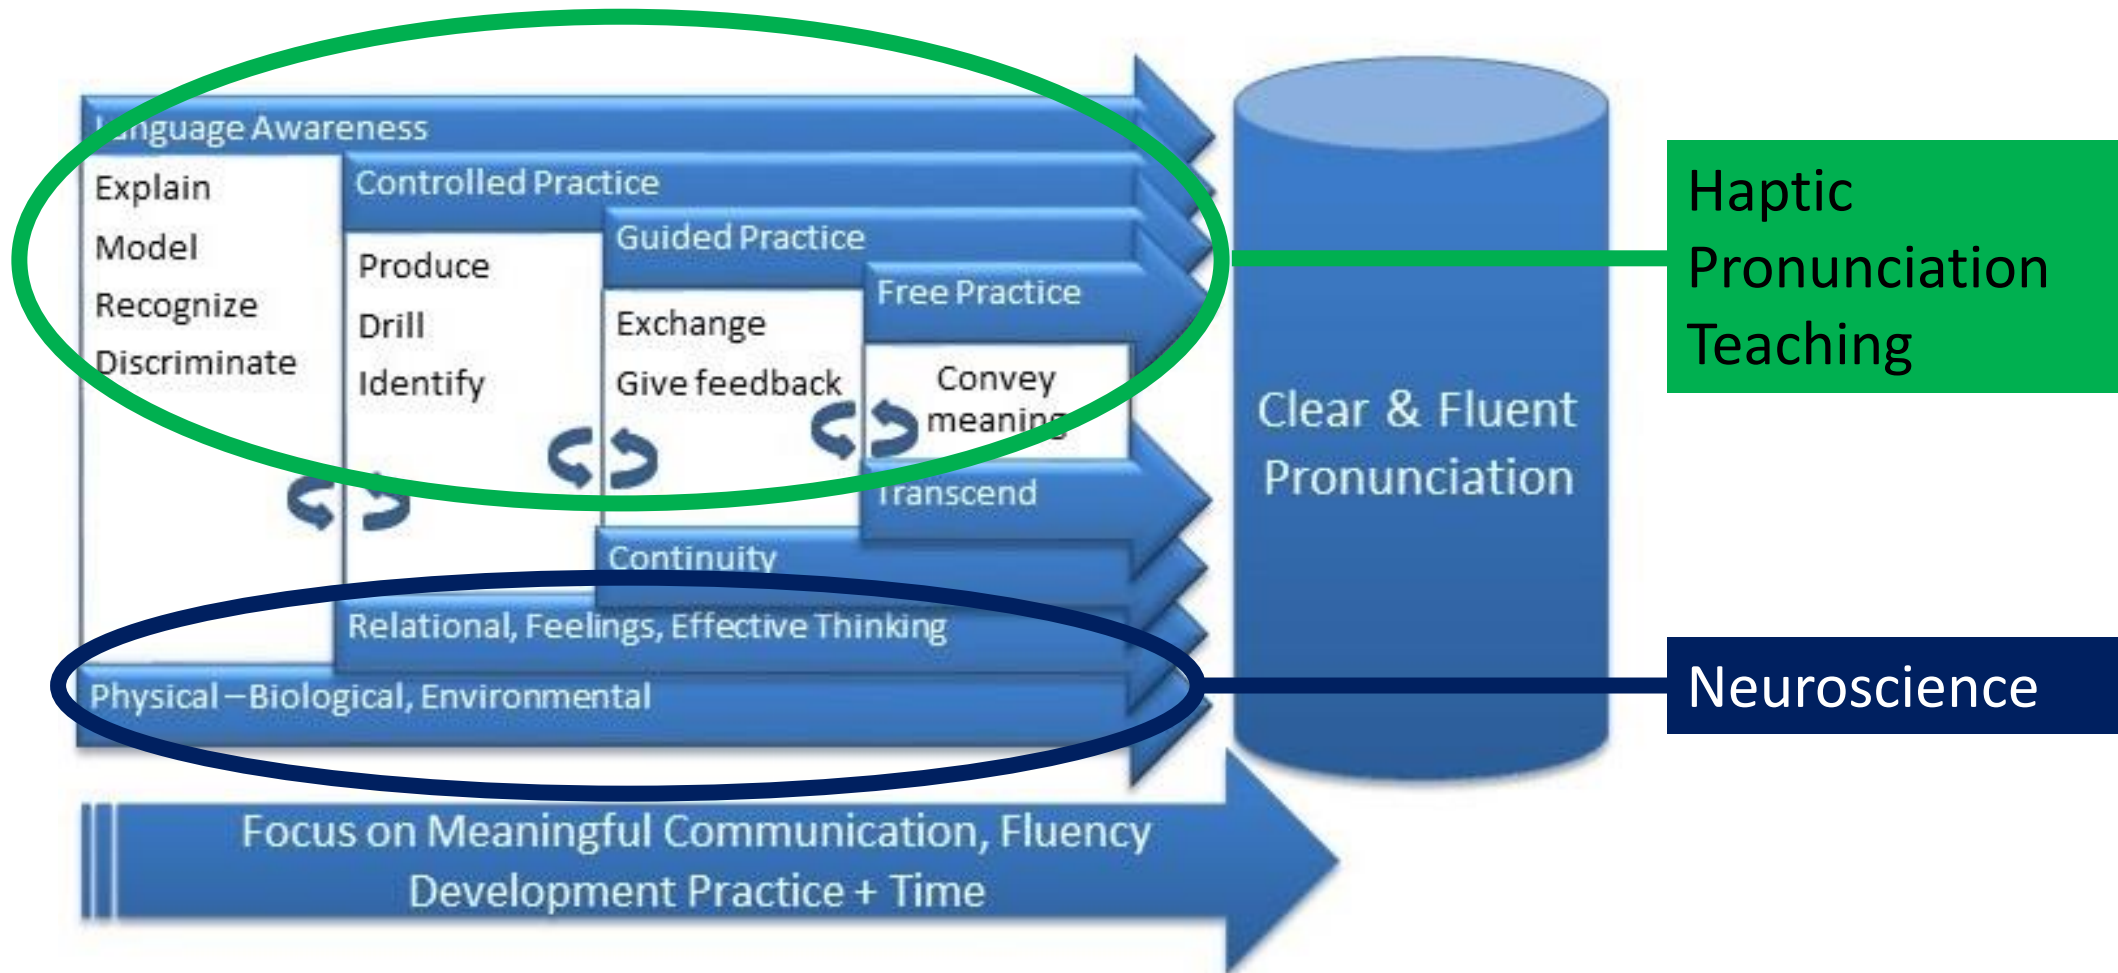 Language Awareness
Explain
Model
Recognize
Discriminate
Controlled Practice
Produce
Drill
Identify
Guided Practice
Exchange
Give feedback
Free Practice
Convey
meaning
Transcend
Continuity
Relational, Feelings, Effective Thinking
Physical – Biological, Environmental
Focus on Meaningful Communication, Fluency
Development Practice + Time
Clear & Fluent
Pronunciation
Haptic
Pronunciation
Teaching
Neuroscience